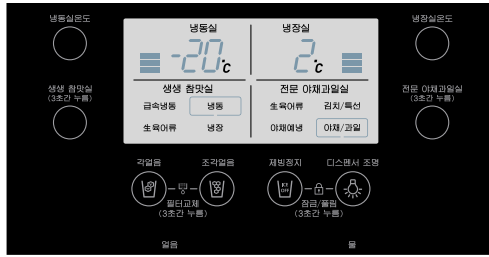 냉동실온도
냉동실
냉장실
냉장실온도
-20°c
2°c
생생 참맛실
(3초간 누름)
생생 참맛실
전문 야채과일실
전문 야채과일실
(3초간 누름)
급속냉동
냉동
生육어류
김치/특선
生육어류
냉장
야채예냉
야채/과일
각얼음
조각얼음
제빙정지
디스펜서 조명
ICE
OFF
필터교체
(3초간 누름)
잠금/풀림
(3초간 누름)
얼음
물